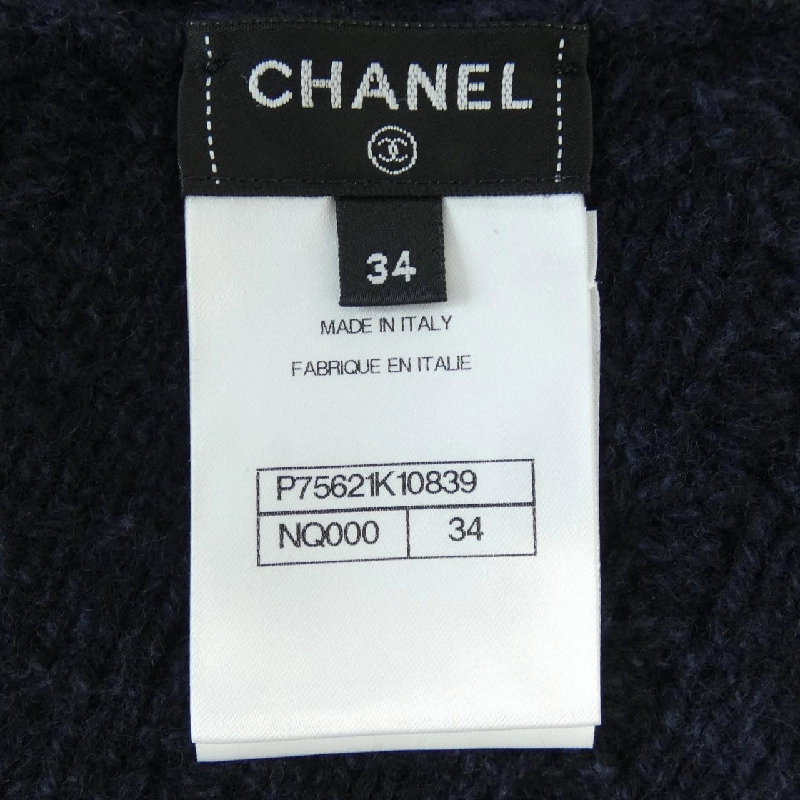 CHANEL
34
MADE IN ITALY
FABRIQUE EN ITALIE
P75621K10839
NQ000 34